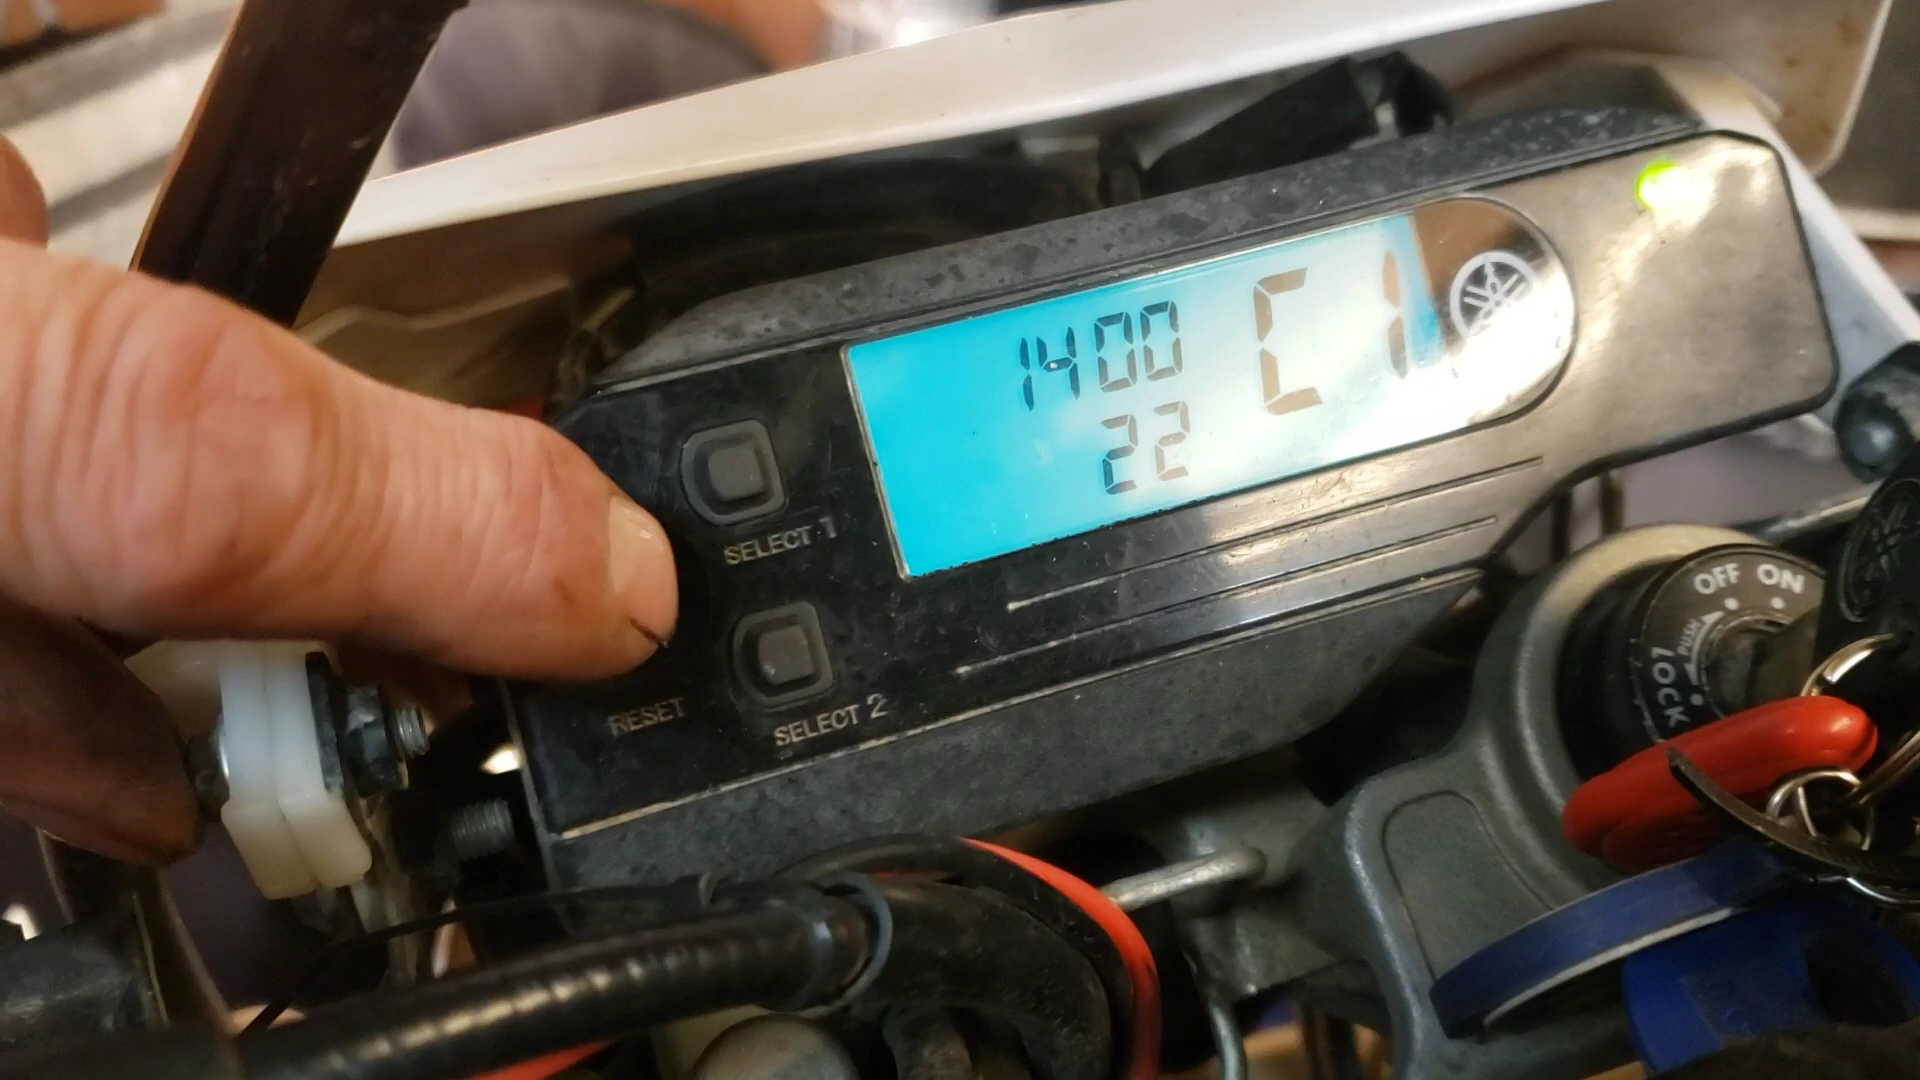 1400 C1
22
SELECT 1
RESET
SELECT 2
OFF ON
PUSH
LOCK